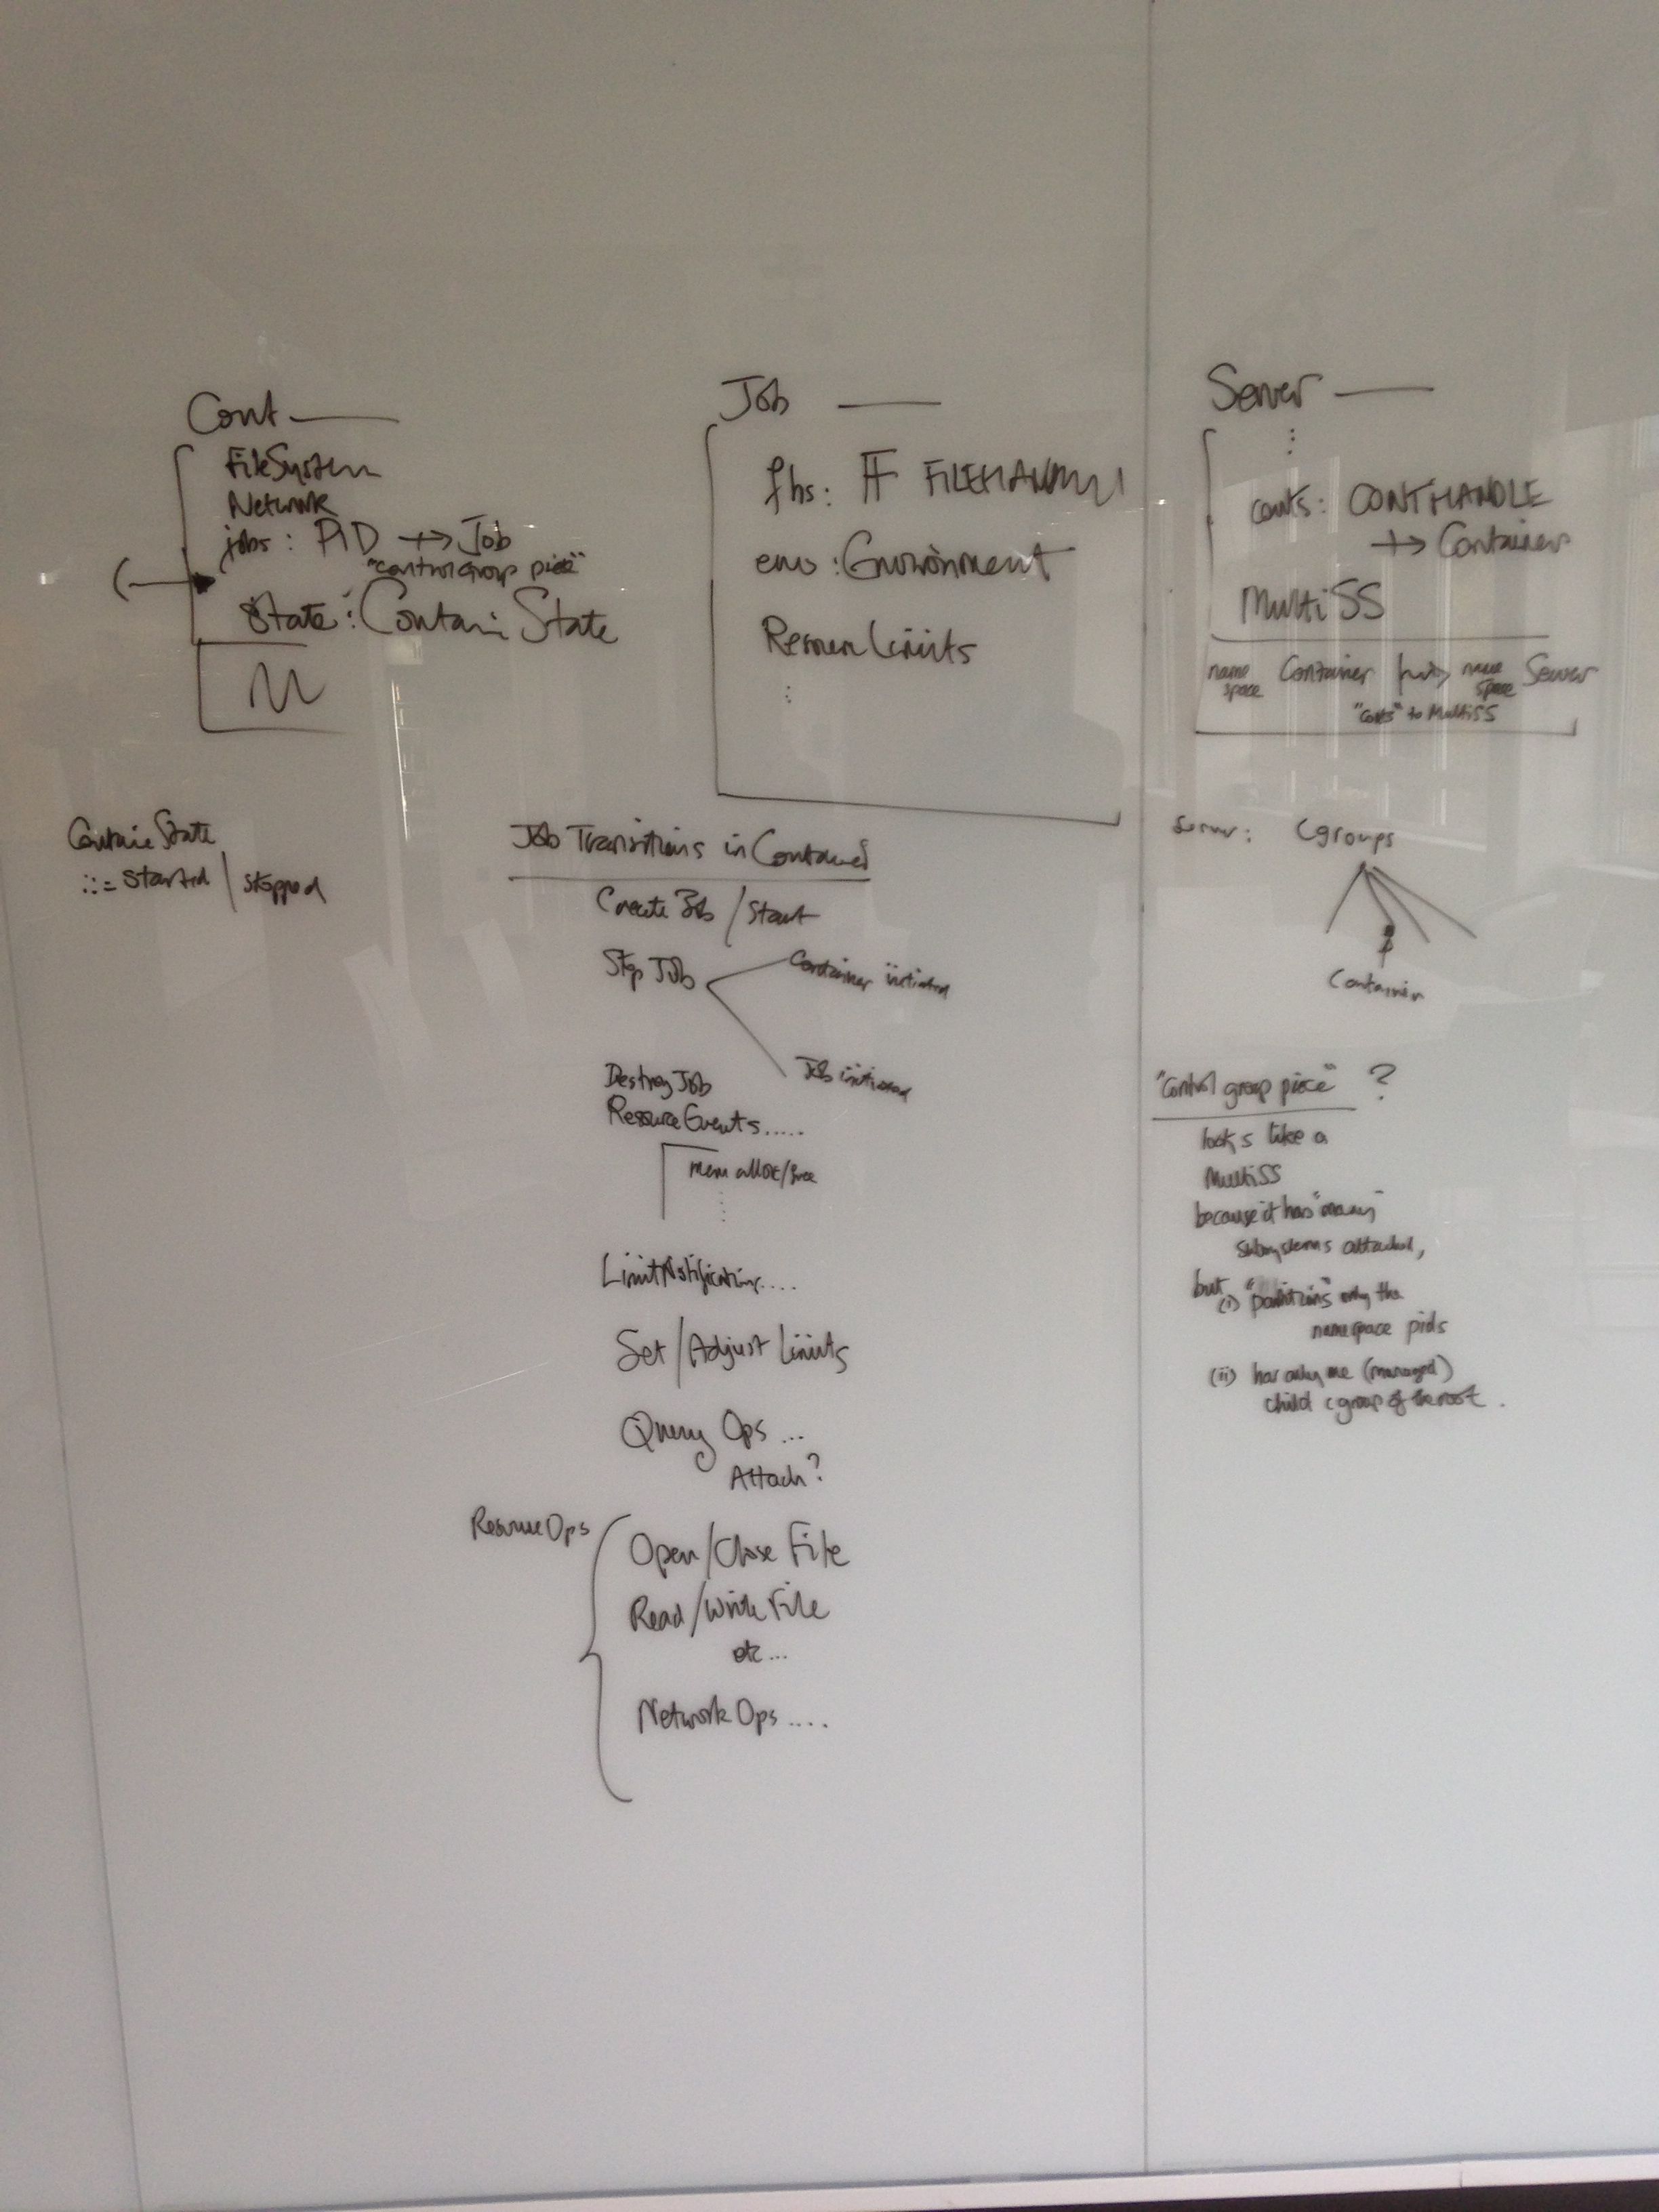 Cont
FileSystem
Network
jobs : PID ⇸ Job
"control group piece"
State : Contain State
Job
fhs : 𝔽 FILEHANDLE
env : Environment
Resource Limits
⋮
Server
⋮
conts : CONTHANDLE
⇸ Container
MultiSS
name space Container name space Server
"conts" to MultiSS
Contain State
::= started / stopped
Job Transitions in Container
Create Job / Start
Stop Job
Container initiated
Job initiated
Destroy Job
Resource Events .....
mem alloc/free
⋮
Limit Notification ....
Set / Adjust Limits
Query Ops ...
Attach?
Resource Ops
Open / Close File
Read / Write File
etc ...
Network Ops ....
Server : Cgroups
Container
"Control group piece" ?
looks like a
MultiSS
because it has "many"
subsystems attached,
but (i) "partitions" only the
namespace pids
(ii) has only one (managed)
child cgroup of the root.